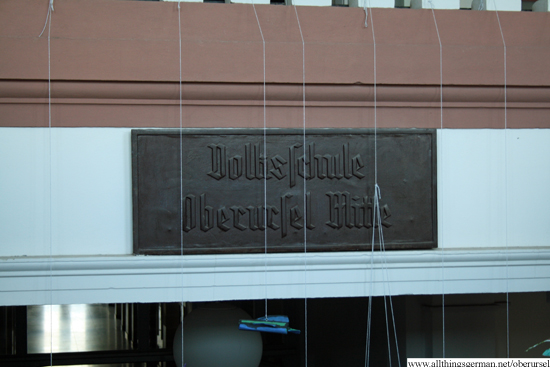 Volksſchule
Oberurſel Mitte
www.allthingsgerman.net/oberursel